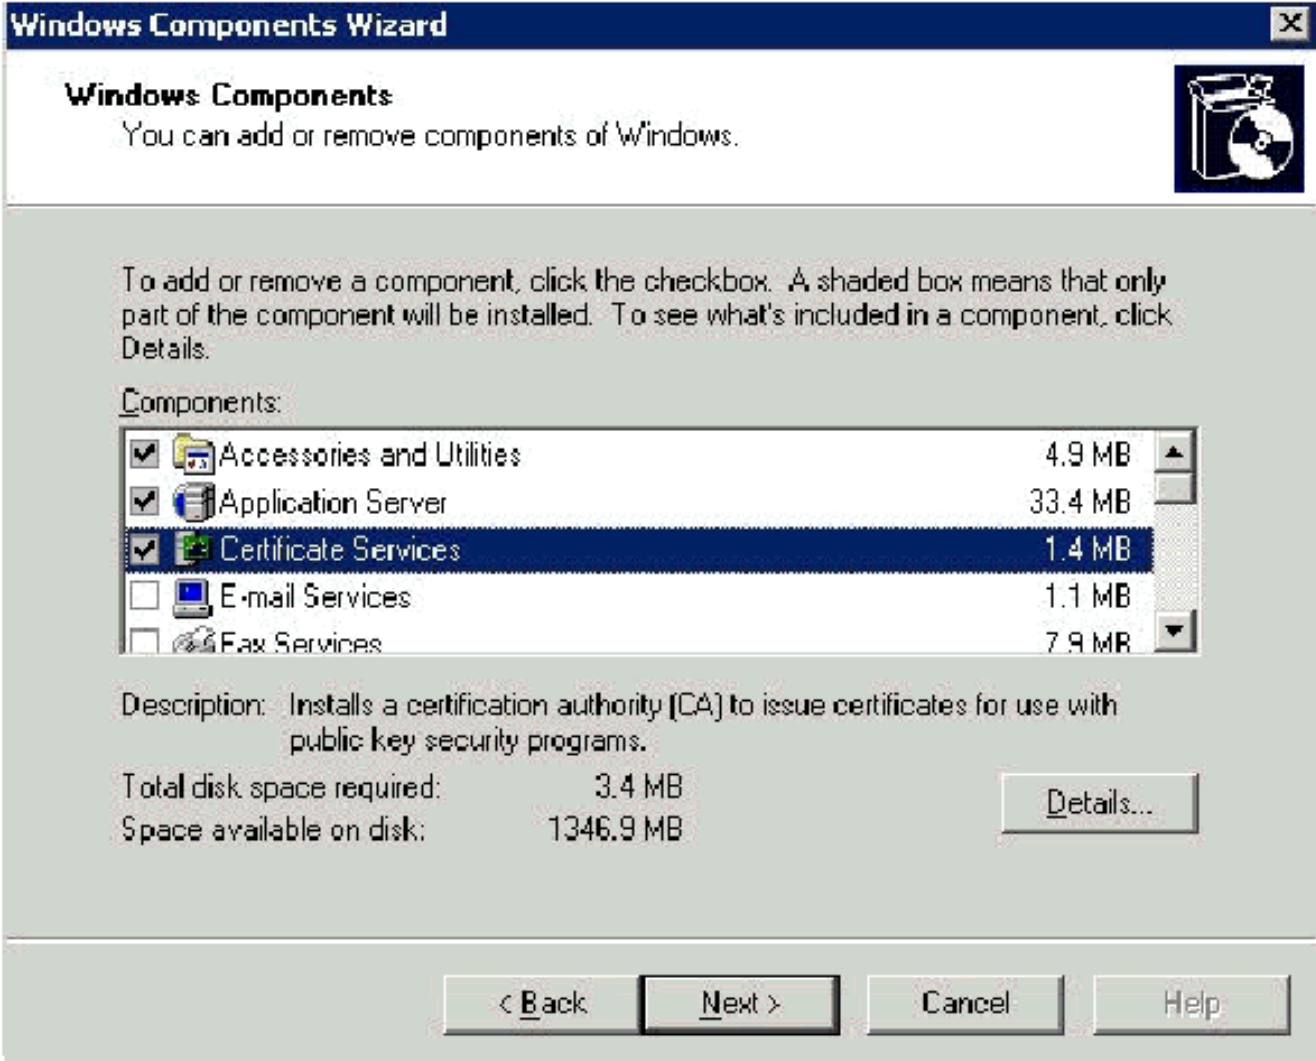 Windows Components Wizard
Windows Components
You can add or remove components of Windows.
To add or remove a component, click the checkbox. A shaded box means that only
part of the component will be installed. To see what's included in a component, click
Details.
Components:
Accessories and Utilities 4.9 MB
Application Server 33.4 MB
Certificate Services 1.4 MB
E-mail Services 1.1 MB
Fax Services 7.9 MB
Description: Installs a certification authority (CA) to issue certificates for use with
public key security programs.
Total disk space required: 3.4 MB
Space available on disk: 1346.9 MB
Details...
< Back Next > Cancel Help